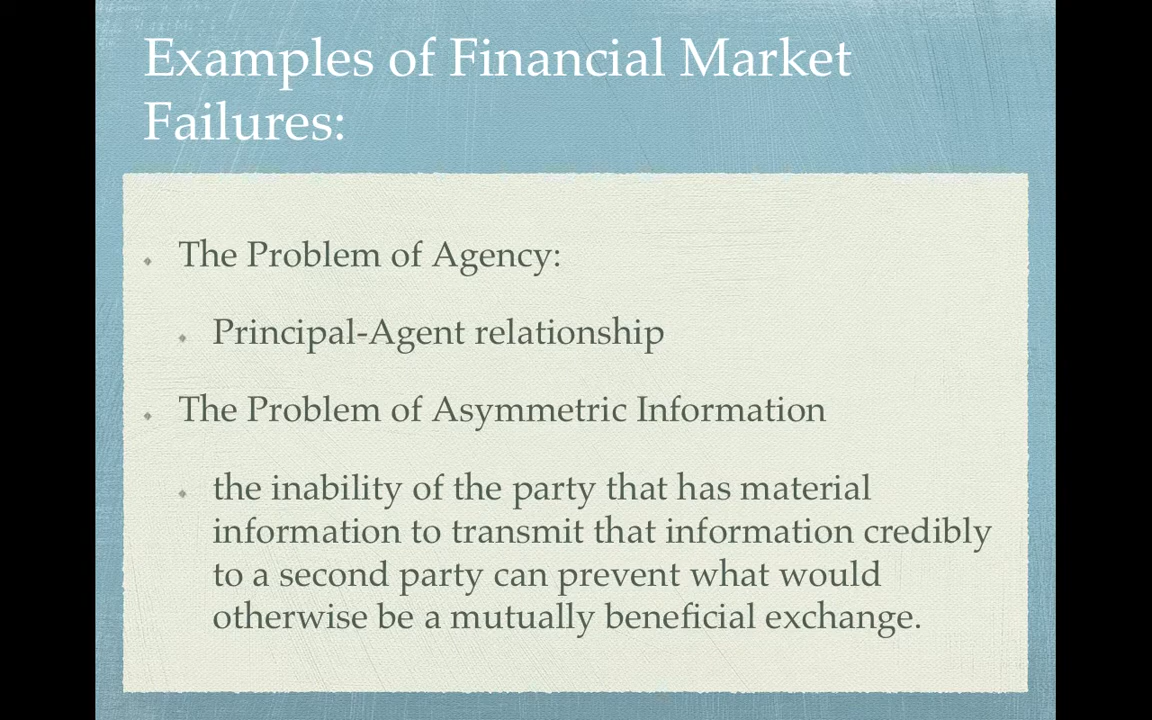 Examples of Financial Market
Failures:
The Problem of Agency:
Principal-Agent relationship
The Problem of Asymmetric Information
the inability of the party that has material
information to transmit that information credibly
to a second party can prevent what would
otherwise be a mutually beneficial exchange.